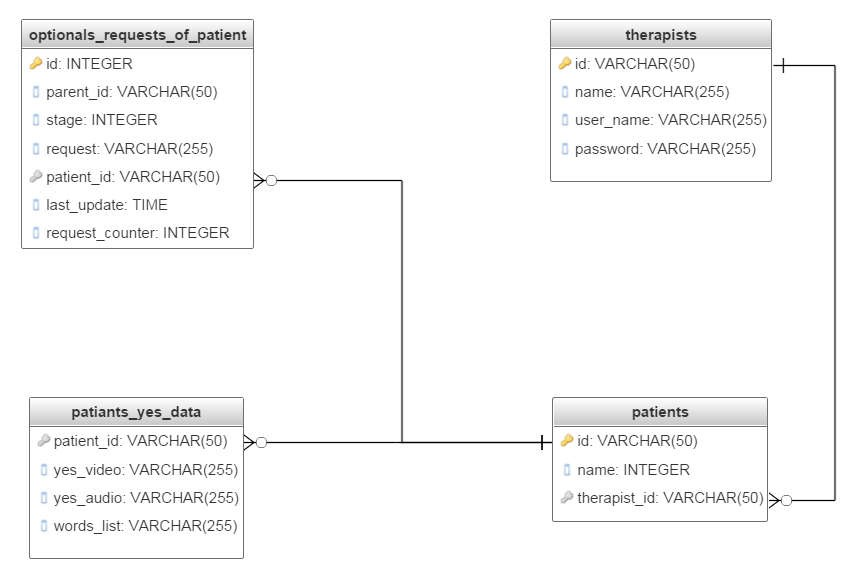 optionals_requests_of_patient
id: INTEGER
parent_id: VARCHAR(50)
stage: INTEGER
request: VARCHAR(255)
patient_id: VARCHAR(50)
last_update: TIME
request_counter: INTEGER
therapists
id: VARCHAR(50)
name: VARCHAR(255)
user_name: VARCHAR(255)
password: VARCHAR(255)
patiants_yes_data
patient_id: VARCHAR(50)
yes_video: VARCHAR(255)
yes_audio: VARCHAR(255)
words_list: VARCHAR(255)
patients
id: VARCHAR(50)
name: INTEGER
therapist_id: VARCHAR(50)